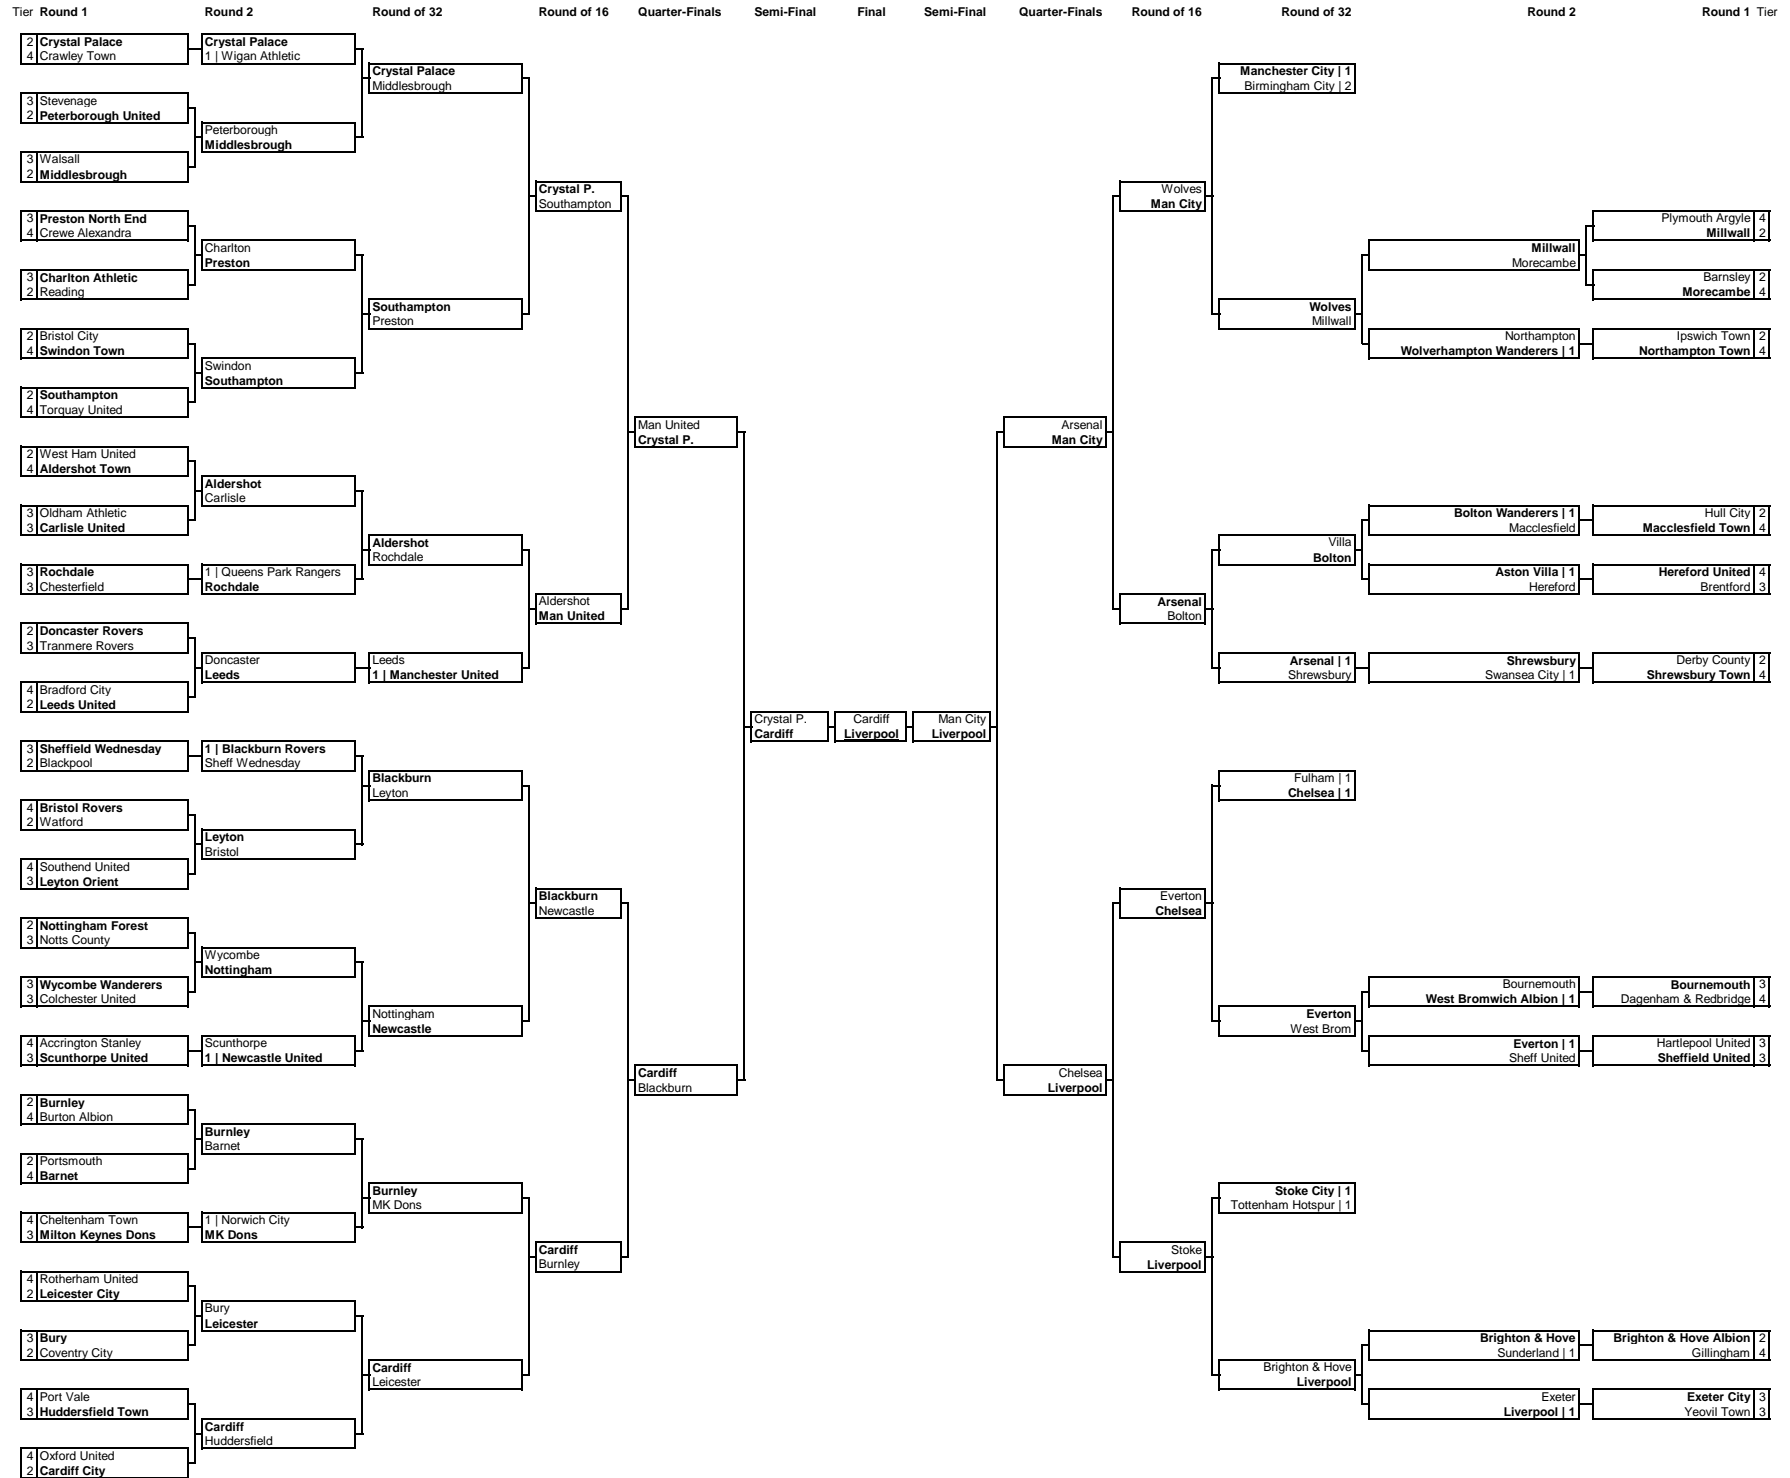 Tier Round 1 Round 2 Round of 32 Round of 16 Quarter-Finals Semi-Final Final Semi-Final Quarter-Finals Round of 16 Round of 32 Round 2 Round 1 Tier
2 Crystal Palace
4 Crawley Town
3 Stevenage
2 Peterborough United
3 Walsall
2 Middlesbrough
3 Preston North End
4 Crewe Alexandra
3 Charlton Athletic
2 Reading
2 Bristol City
4 Swindon Town
2 Southampton
4 Torquay United
2 West Ham United
4 Aldershot Town
3 Oldham Athletic
3 Carlisle United
3 Rochdale
3 Chesterfield
2 Doncaster Rovers
3 Tranmere Rovers
4 Bradford City
2 Leeds United
3 Sheffield Wednesday
2 Blackpool
4 Bristol Rovers
2 Watford
4 Southend United
3 Leyton Orient
2 Nottingham Forest
3 Notts County
3 Wycombe Wanderers
3 Colchester United
4 Accrington Stanley
3 Scunthorpe United
2 Burnley
4 Burton Albion
2 Portsmouth
4 Barnet
4 Cheltenham Town
3 Milton Keynes Dons
4 Rotherham United
2 Leicester City
3 Bury
2 Coventry City
4 Port Vale
3 Huddersfield Town
4 Oxford United
2 Cardiff City
Crystal Palace
1 | Wigan Athletic
Peterborough
Middlesbrough
Charlton
Preston
Swindon
Southampton
Aldershot
Carlisle
1 | Queens Park Rangers
Rochdale
Doncaster
Leeds
1 | Blackburn Rovers
Sheff Wednesday
Leyton
Bristol
Wycombe
Nottingham
Scunthorpe
1 | Newcastle United
Burnley
Barnet
1 | Norwich City
MK Dons
Bury
Leicester
Cardiff
Huddersfield
Crystal Palace
Middlesbrough
Southampton
Preston
Aldershot
Rochdale
Leeds
1 | Manchester United
Blackburn
Leyton
Nottingham
Newcastle
Burnley
MK Dons
Cardiff
Leicester
Crystal P.
Southampton
Aldershot
Man United
Blackburn
Newcastle
Cardiff
Burnley
Man United
Crystal P.
Cardiff
Blackburn
Crystal P.
Cardiff
Cardiff
Liverpool
Man City
Liverpool
Arsenal
Man City
Chelsea
Liverpool
Wolves
Man City
Arsenal
Bolton
Everton
Chelsea
Stoke
Liverpool
Manchester City | 1
Birmingham City | 2
Wolves
Millwall
Villa
Bolton
Arsenal | 1
Shrewsbury
Fulham | 1
Chelsea | 1
Everton
West Brom
Stoke City | 1
Tottenham Hotspur | 1
Brighton & Hove
Liverpool
Millwall
Morecambe
Northampton
Wolverhampton Wanderers | 1
Bolton Wanderers | 1
Macclesfield
Aston Villa | 1
Hereford
Shrewsbury
Swansea City | 1
Bournemouth
West Bromwich Albion | 1
Everton | 1
Sheff United
Brighton & Hove
Sunderland | 1
Exeter
Liverpool | 1
Plymouth Argyle 4
Millwall 2
Barnsley 2
Morecambe 4
Ipswich Town 2
Northampton Town 4
Hull City 2
Macclesfield Town 4
Hereford United 4
Brentford 3
Derby County 2
Shrewsbury Town 4
Bournemouth 3
Dagenham & Redbridge 4
Hartlepool United 3
Sheffield United 3
Brighton & Hove Albion 2
Gillingham 4
Exeter City 3
Yeovil Town 3